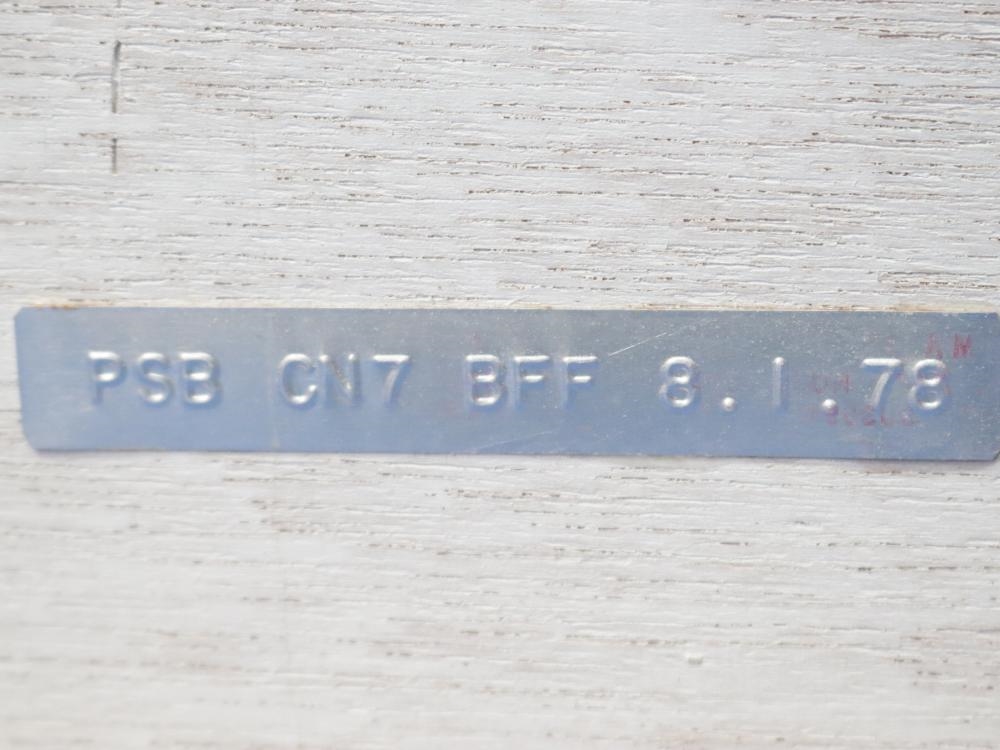 PSB CN7 BFF 8.1.78